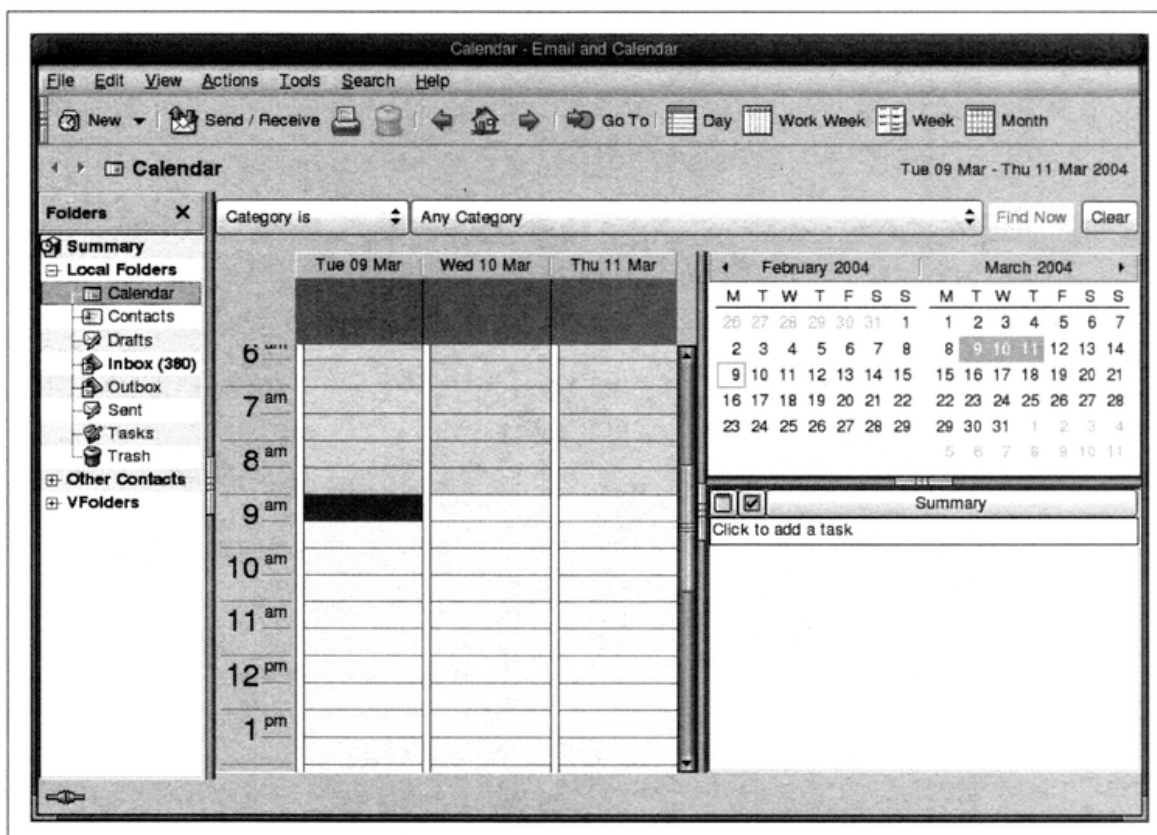 Calendar - Email and Calendar
File Edit View Actions Tools Search Help
New Send / Receive Go To Day Work Week Week Month
Calendar
Tue 09 Mar - Thu 11 Mar 2004
Folders
Category is Any Category Find Now Clear
Summary
Local Folders
Calendar
Contacts
Drafts
Inbox (380)
Outbox
Sent
Tasks
Trash
Other Contacts
VFolders
Tue 09 Mar Wed 10 Mar Thu 11 Mar
6 am
7 am
8 am
9 am
10 am
11 am
12 pm
1 pm
February 2004
M T W T F S S
26 27 28 29 30 31 1
2 3 4 5 6 7 8
9 10 11 12 13 14 15
16 17 18 19 20 21 22
23 24 25 26 27 28 29
March 2004
M T W T F S S
1 2 3 4 5 6 7
8 9 10 11 12 13 14
15 16 17 18 19 20 21
22 23 24 25 26 27 28
29 30 31 1 2 3 4
5 6 7 8 9 10 11
Summary
Click to add a task